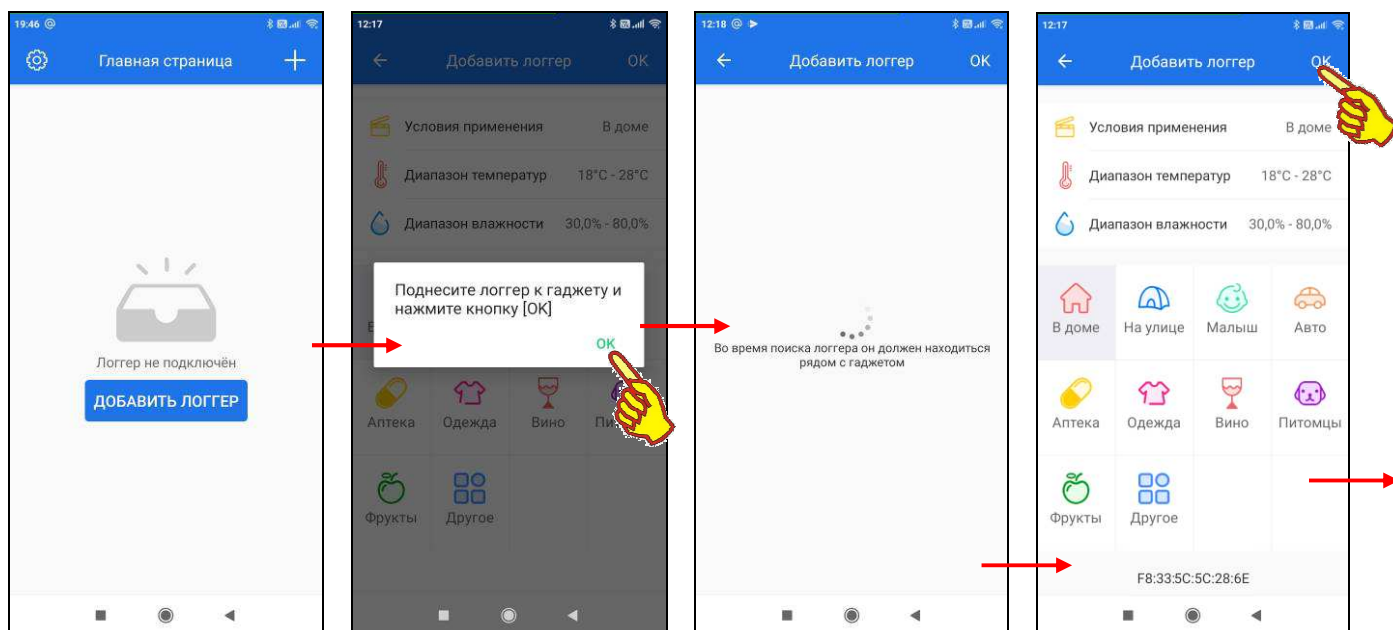 19:46 @
Главная страница
Логгер не подключён
ДОБАВИТЬ ЛОГГЕР
12:17
Добавить логгер OK
Условия применения В доме
Диапазон температур 18°C - 28°C
Диапазон влажности 30,0% - 80,0%
Поднесите логгер к гаджету и
нажмите кнопку [OK]
OK
Аптека Одежда Вино
Фрукты Другое
12:18 @
Добавить логгер OK
Во время поиска логгера он должен находиться
рядом с гаджетом
12:17
Добавить логгер OK
Условия применения В доме
Диапазон температур 18°C - 28°C
Диапазон влажности 30,0% - 80,0%
В доме На улице Малыш Авто
Аптека Одежда Вино Питомцы
Фрукты Другое
F8:33:5C:5C:28:6E